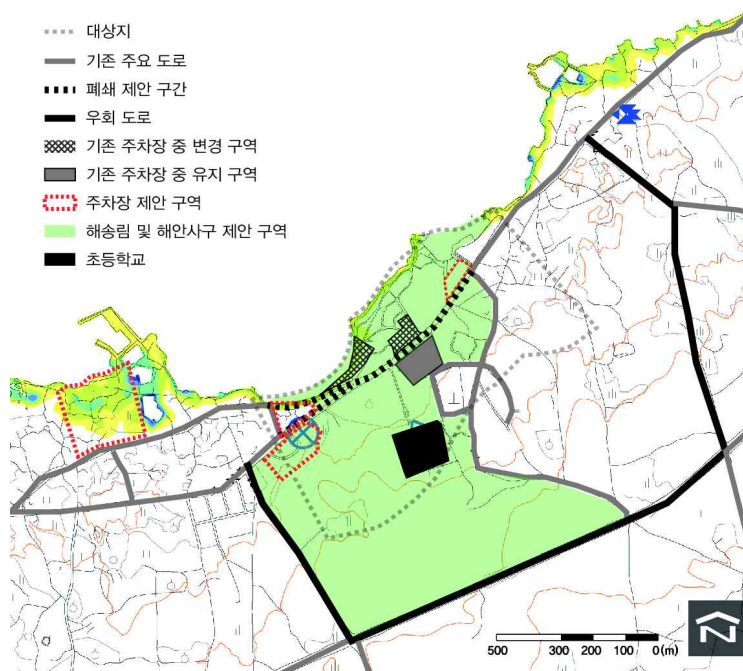 대상지
기존 주요 도로
폐쇄 제안 구간
우회 도로
기존 주차장 중 변경 구역
기존 주차장 중 유지 구역
주차장 제안 구역
해송림 및 해안사구 제안 구역
초등학교
500 300 200 100 0(m)
N